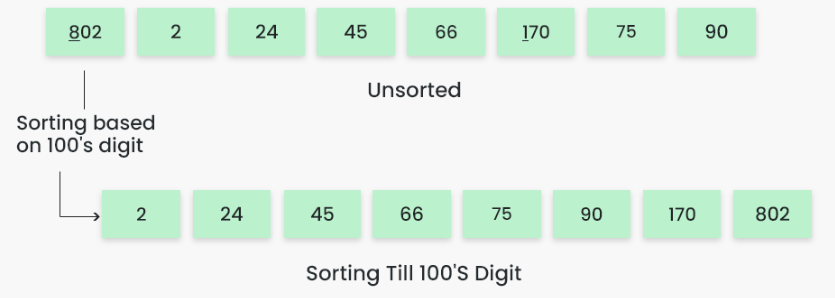 802 2 24 45 66 170 75 90
Unsorted
Sorting based
on 100's digit
2 24 45 66 75 90 170 802
Sorting Till 100'S Digit